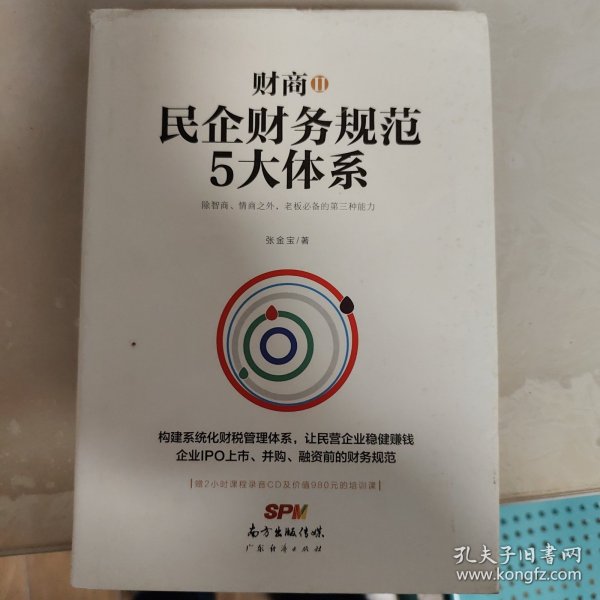 财商 II
民企财务规范
5大体系
除智商、情商之外,老板必备的第三种能力
张金宝/著
构建系统化财税管理体系,让民营企业稳健赚钱
企业IPO上市、并购、融资前的财务规范
赠2小时课程录音CD及价值980元的培训课
SPM
南方出版传媒
广东经济出版社
孔夫子旧书网
www.kongfz.com